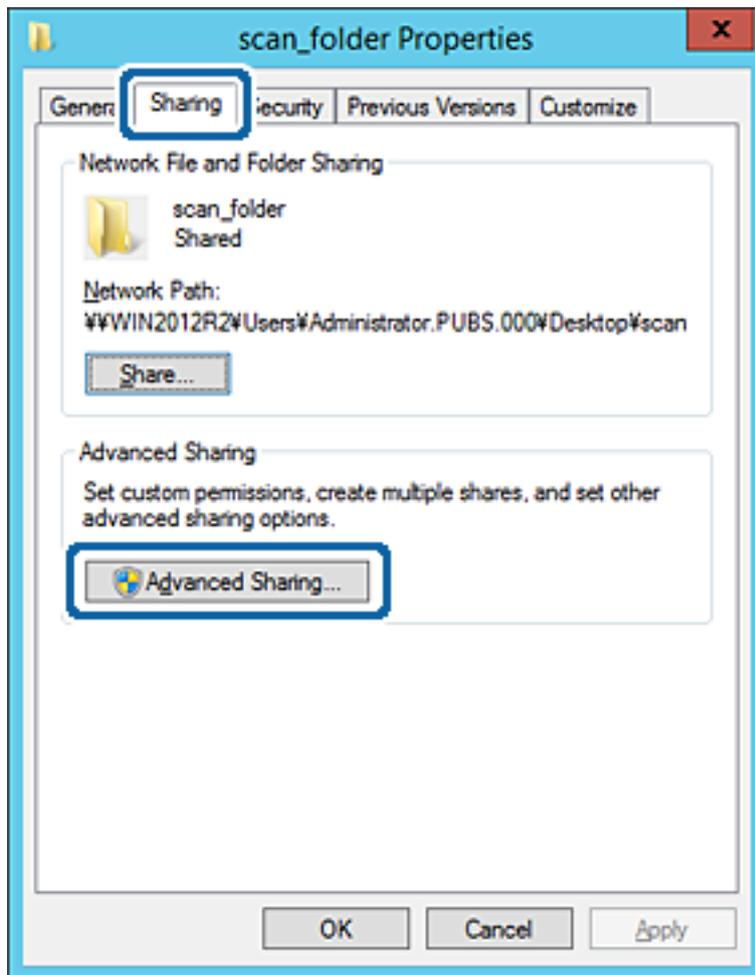 scan_folder Properties
x
Genera Sharing ecurity Previous Versions Customize
Network File and Folder Sharing
scan_folder
Shared
Network Path:
¥¥WIN2012R2¥Users¥Administrator.PUBS.000¥Desktop¥scan
Share...
Advanced Sharing
Set custom permissions, create multiple shares, and set other
advanced sharing options.
Advanced Sharing...
OK Cancel Apply